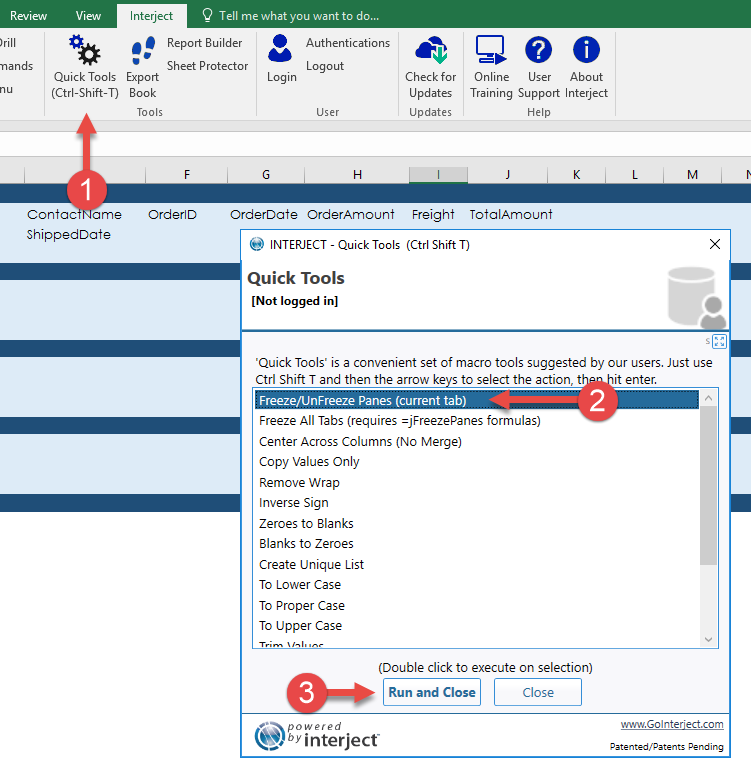 Review View Interject Tell me what you want to do...
Drill
mands
nu
Quick Tools
(Ctrl-Shift-T)
Export
Book
Report Builder
Sheet Protector
Tools
Login
Authentications
Logout
User
Check for
Updates
Updates
Online
Training
User
Support
About
Interject
Help
1
F G H I J K L M N
ContactName OrderID OrderDate OrderAmount Freight TotalAmount
ShippedDate
INTERJECT - Quick Tools (Ctrl Shift T)
Quick Tools
[Not logged in]
s
'Quick Tools' is a convenient set of macro tools suggested by our users. Just use
Ctrl Shift T and then the arrow keys to select the action, then hit enter.
Freeze/UnFreeze Panes (current tab)
2
Freeze All Tabs (requires =jFreezePanes formulas)
Center Across Columns (No Merge)
Copy Values Only
Remove Wrap
Inverse Sign
Zeroes to Blanks
Blanks to Zeroes
Create Unique List
To Lower Case
To Proper Case
To Upper Case
Trim Values
(Double click to execute on selection)
3
Run and Close Close
powered
by interject
www.GoInterject.com
Patented/Patents Pending